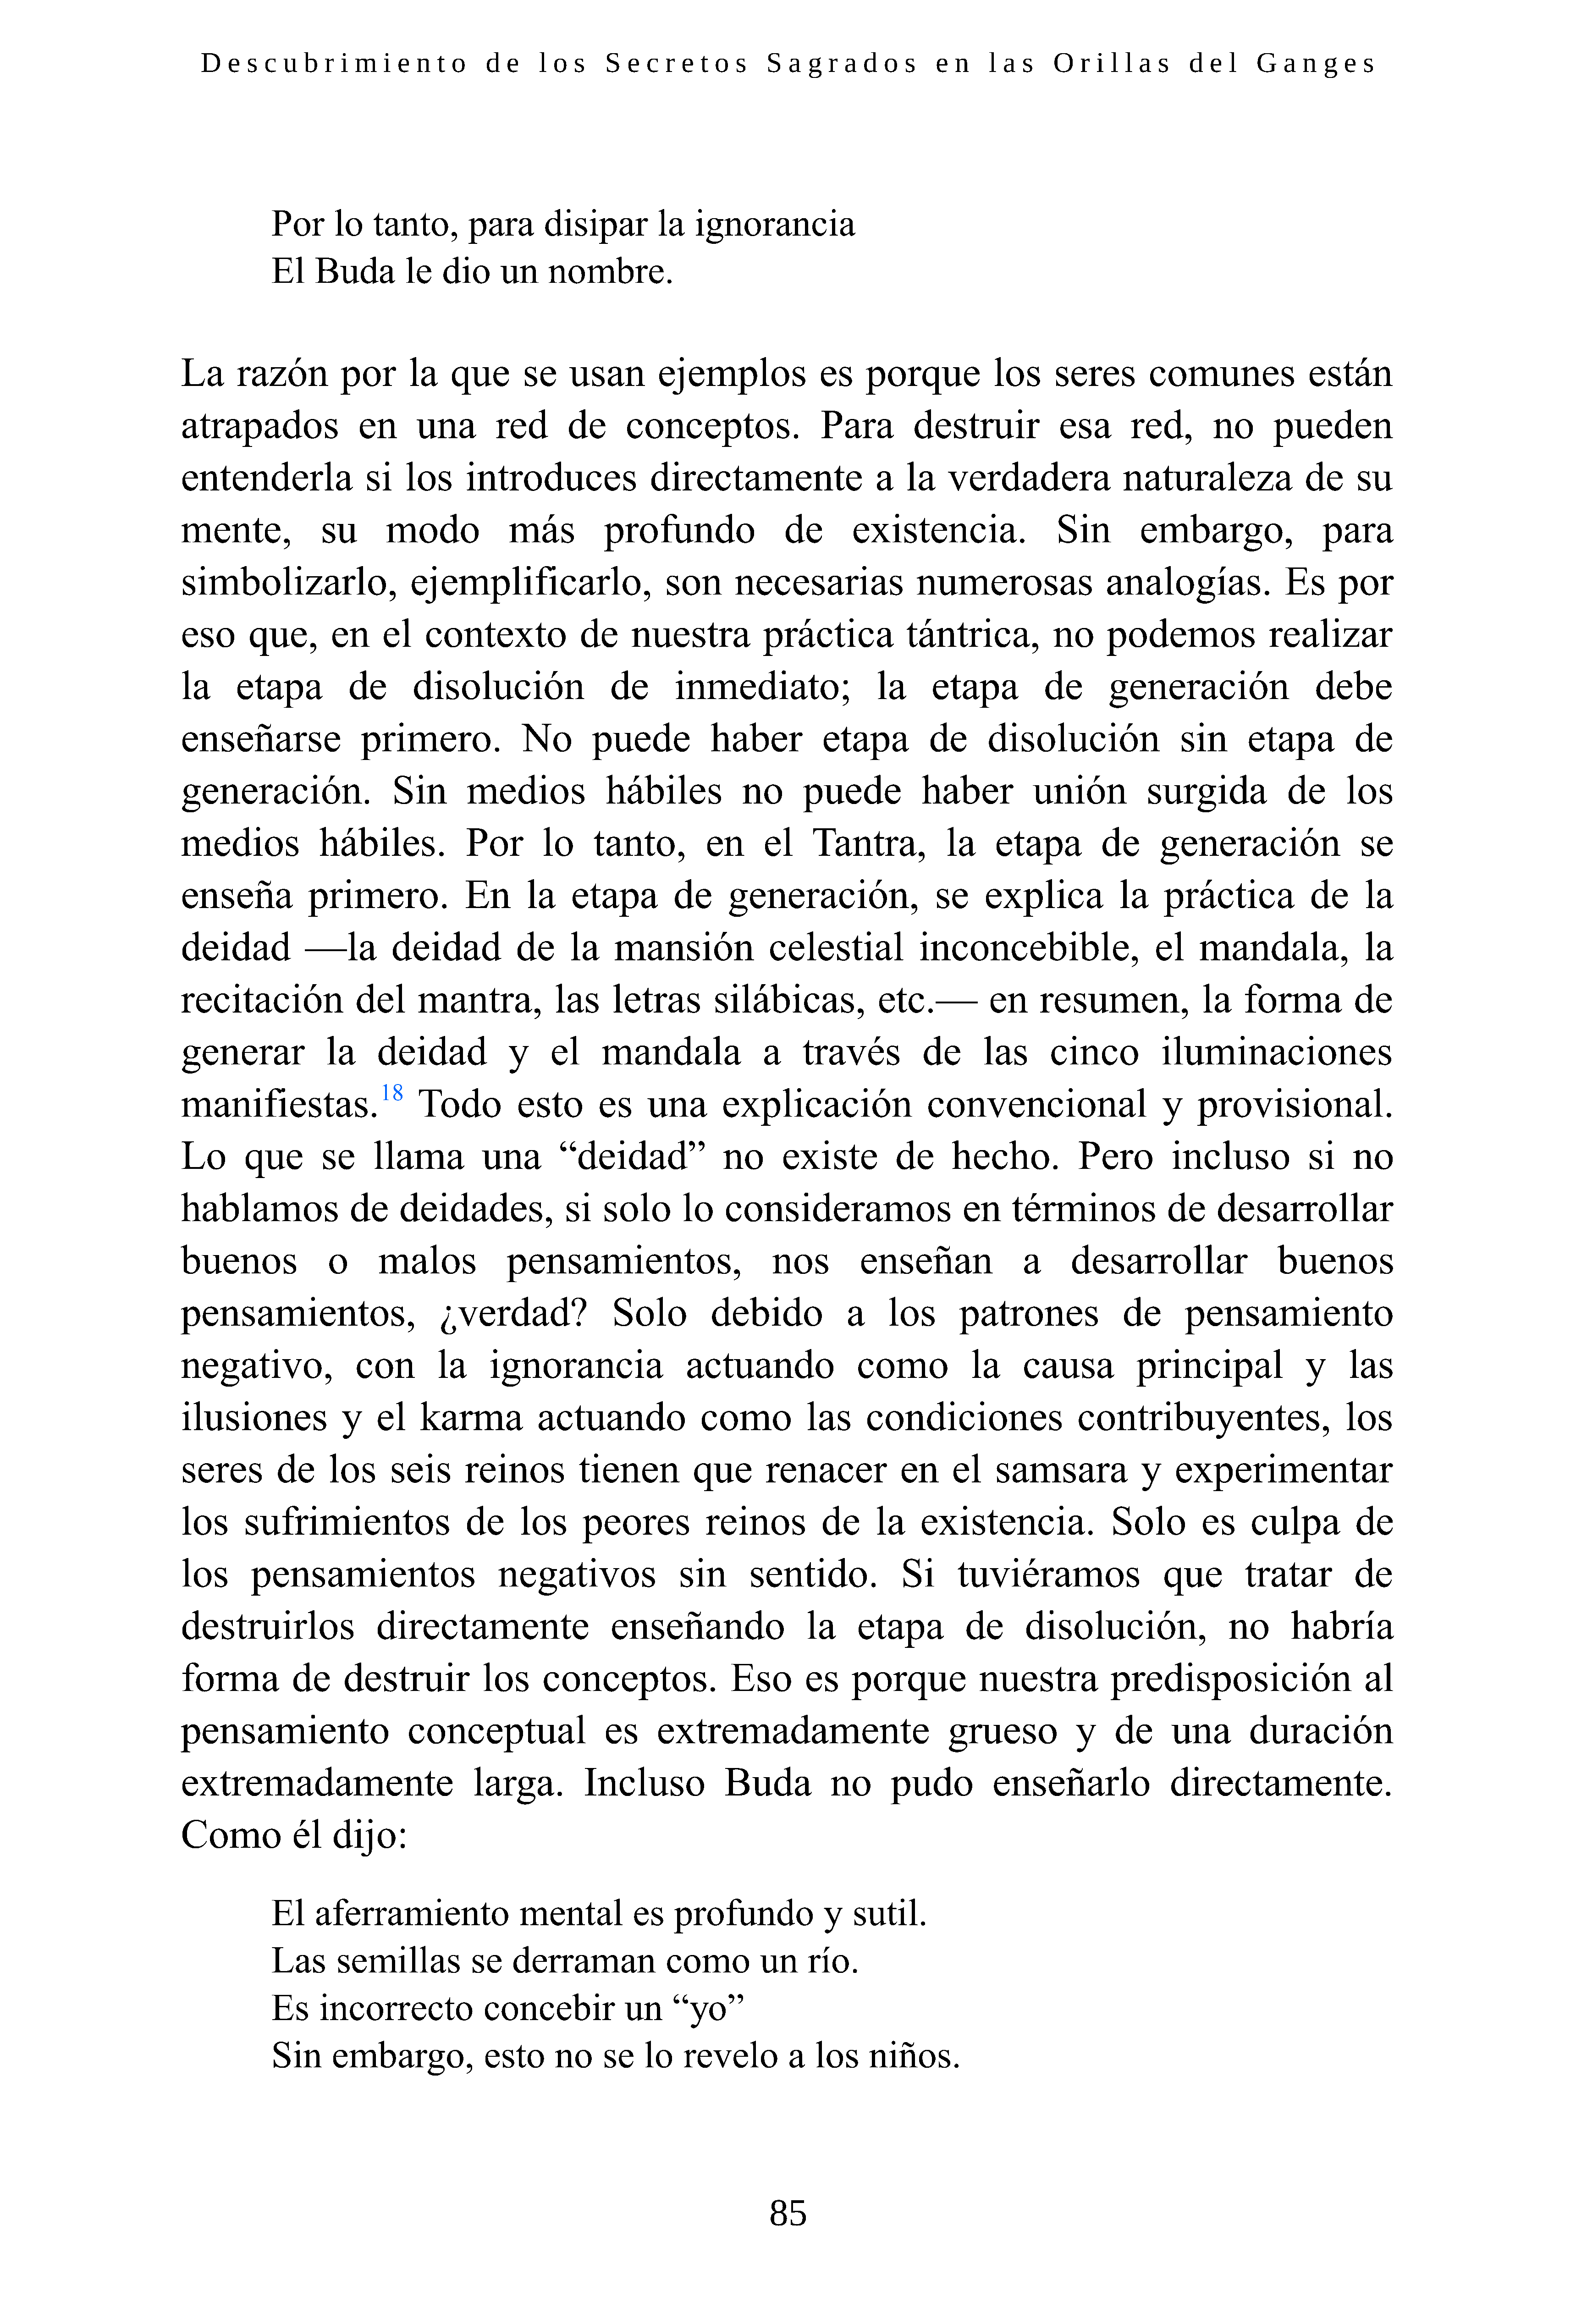 Descubrimiento de los Secretos Sagrados en las Orillas del Ganges
Por lo tanto, para disipar la ignorancia
El Buda le dio un nombre.
La razón por la que se usan ejemplos es porque los seres comunes están
atrapados en una red de conceptos. Para destruir esa red, no pueden
entenderla si los introduces directamente a la verdadera naturaleza de su
mente, su modo más profundo de existencia. Sin embargo, para
simbolizarlo, ejemplificarlo, son necesarias numerosas analogías. Es por
eso que, en el contexto de nuestra práctica tántrica, no podemos realizar
la etapa de disolución de inmediato; la etapa de generación debe
enseñarse primero. No puede haber etapa de disolución sin etapa de
generación. Sin medios hábiles no puede haber unión surgida de los
medios hábiles. Por lo tanto, en el Tantra, la etapa de generación se
enseña primero. En la etapa de generación, se explica la práctica de la
deidad —la deidad de la mansión celestial inconcebible, el mandala, la
recitación del mantra, las letras silábicas, etc.— en resumen, la forma de
generar la deidad y el mandala a través de las cinco iluminaciones
manifiestas.18 Todo esto es una explicación convencional y provisional.
Lo que se llama una “deidad” no existe de hecho. Pero incluso si no
hablamos de deidades, si solo lo consideramos en términos de desarrollar
buenos o malos pensamientos, nos enseñan a desarrollar buenos
pensamientos, ¿verdad? Solo debido a los patrones de pensamiento
negativo, con la ignorancia actuando como la causa principal y las
ilusiones y el karma actuando como las condiciones contribuyentes, los
seres de los seis reinos tienen que renacer en el samsara y experimentar
los sufrimientos de los peores reinos de la existencia. Solo es culpa de
los pensamientos negativos sin sentido. Si tuviéramos que tratar de
destruirlos directamente enseñando la etapa de disolución, no habría
forma de destruir los conceptos. Eso es porque nuestra predisposición al
pensamiento conceptual es extremadamente grueso y de una duración
extremadamente larga. Incluso Buda no pudo enseñarlo directamente.
Como él dijo:
El aferramiento mental es profundo y sutil.
Las semillas se derraman como un río.
Es incorrecto concebir un “yo”
Sin embargo, esto no se lo revelo a los niños.
85